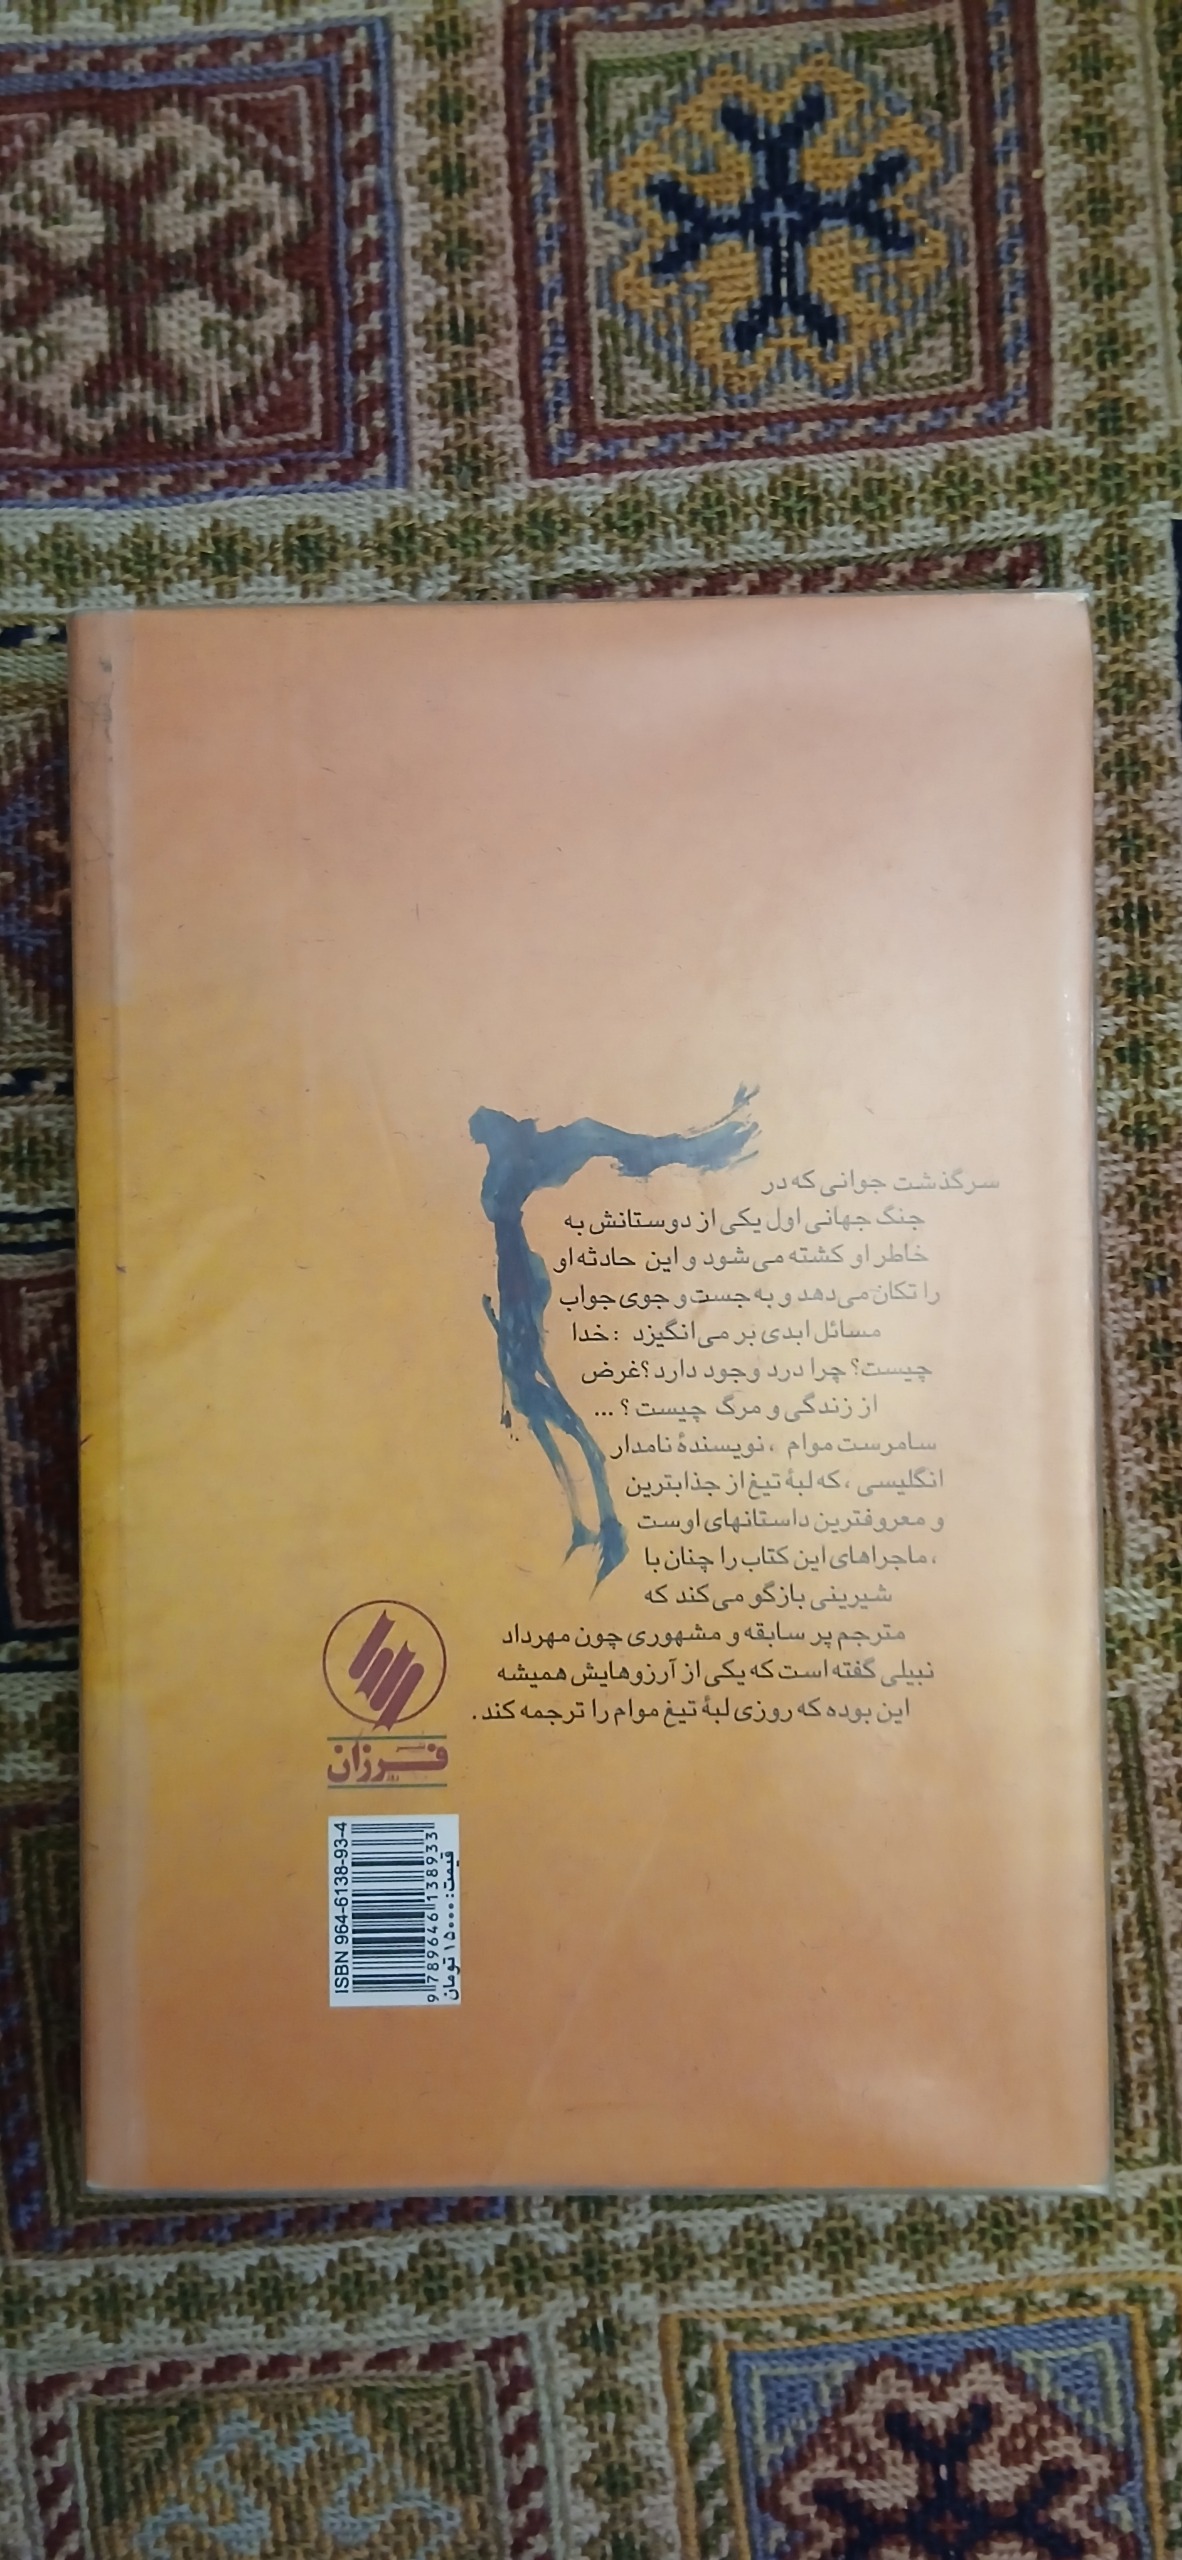 سرگذشت جوانی که در
جنگ جهانی اول یکی از دوستانش به
خاطر او کشته می‌شود و این حادثه او
را تکان می‌دهد و به جست و جوی جواب
مسائل ابدی بر می‌انگیزد : خدا
چیست؟ چرا درد وجود دارد؟ غرض
از زندگی و مرگ چیست؟ ...
سامرست موام ، نویسندهٔ نامدار
انگلیسی ، که لبهٔ تیغ از جذابترین
و معروفترین داستانهای اوست
، ماجراهای این کتاب را چنان با
شیرینی بازگو می‌کند که
مترجم پر سابقه و مشهوری چون مهرداد
نبیلی گفته است که یکی از آرزوهایش همیشه
این بوده که روزی لبهٔ تیغ موام را ترجمه کند .
فرزان
ISBN 964-6138-93-4
9 789646 138933
قیمت: ۱۵۰۰۰ تومان